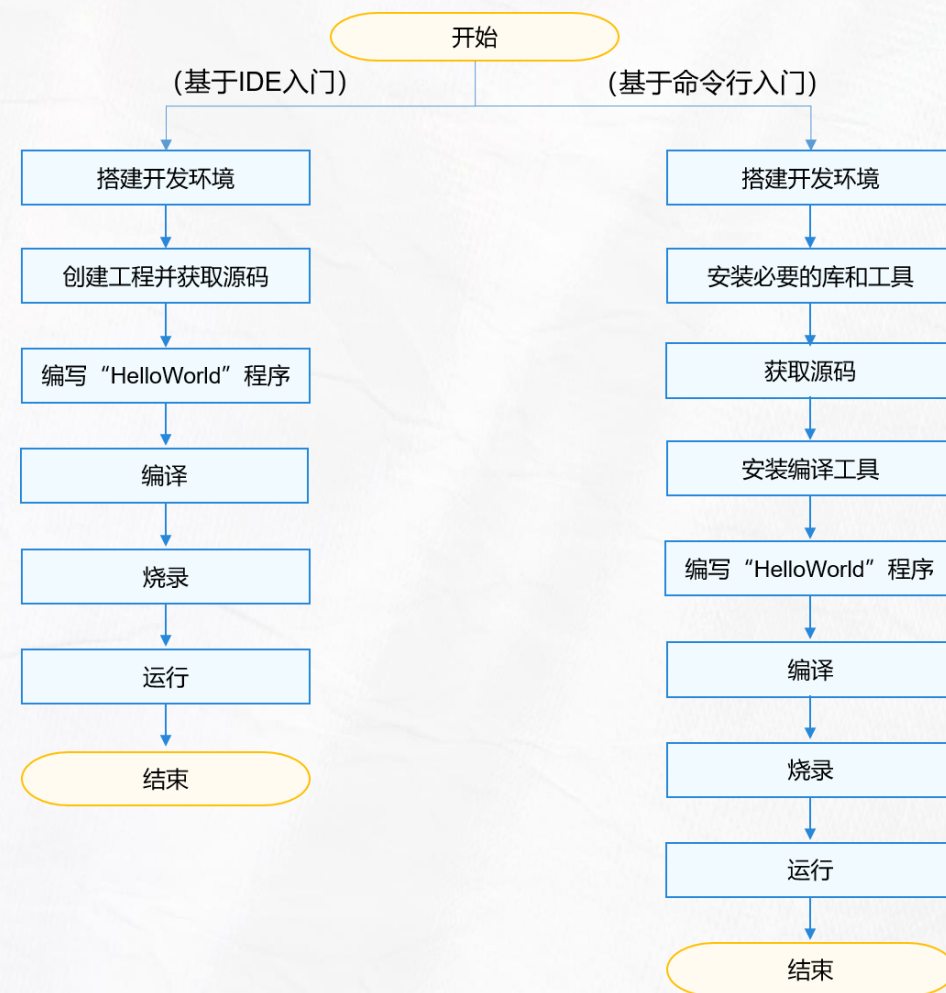 开始
（基于IDE入门）
搭建开发环境
创建工程并获取源码
编写“HelloWorld”程序
编译
烧录
运行
结束
（基于命令行入门）
搭建开发环境
安装必要的库和工具
获取源码
安装编译工具
编写“HelloWorld”程序
编译
烧录
运行
结束